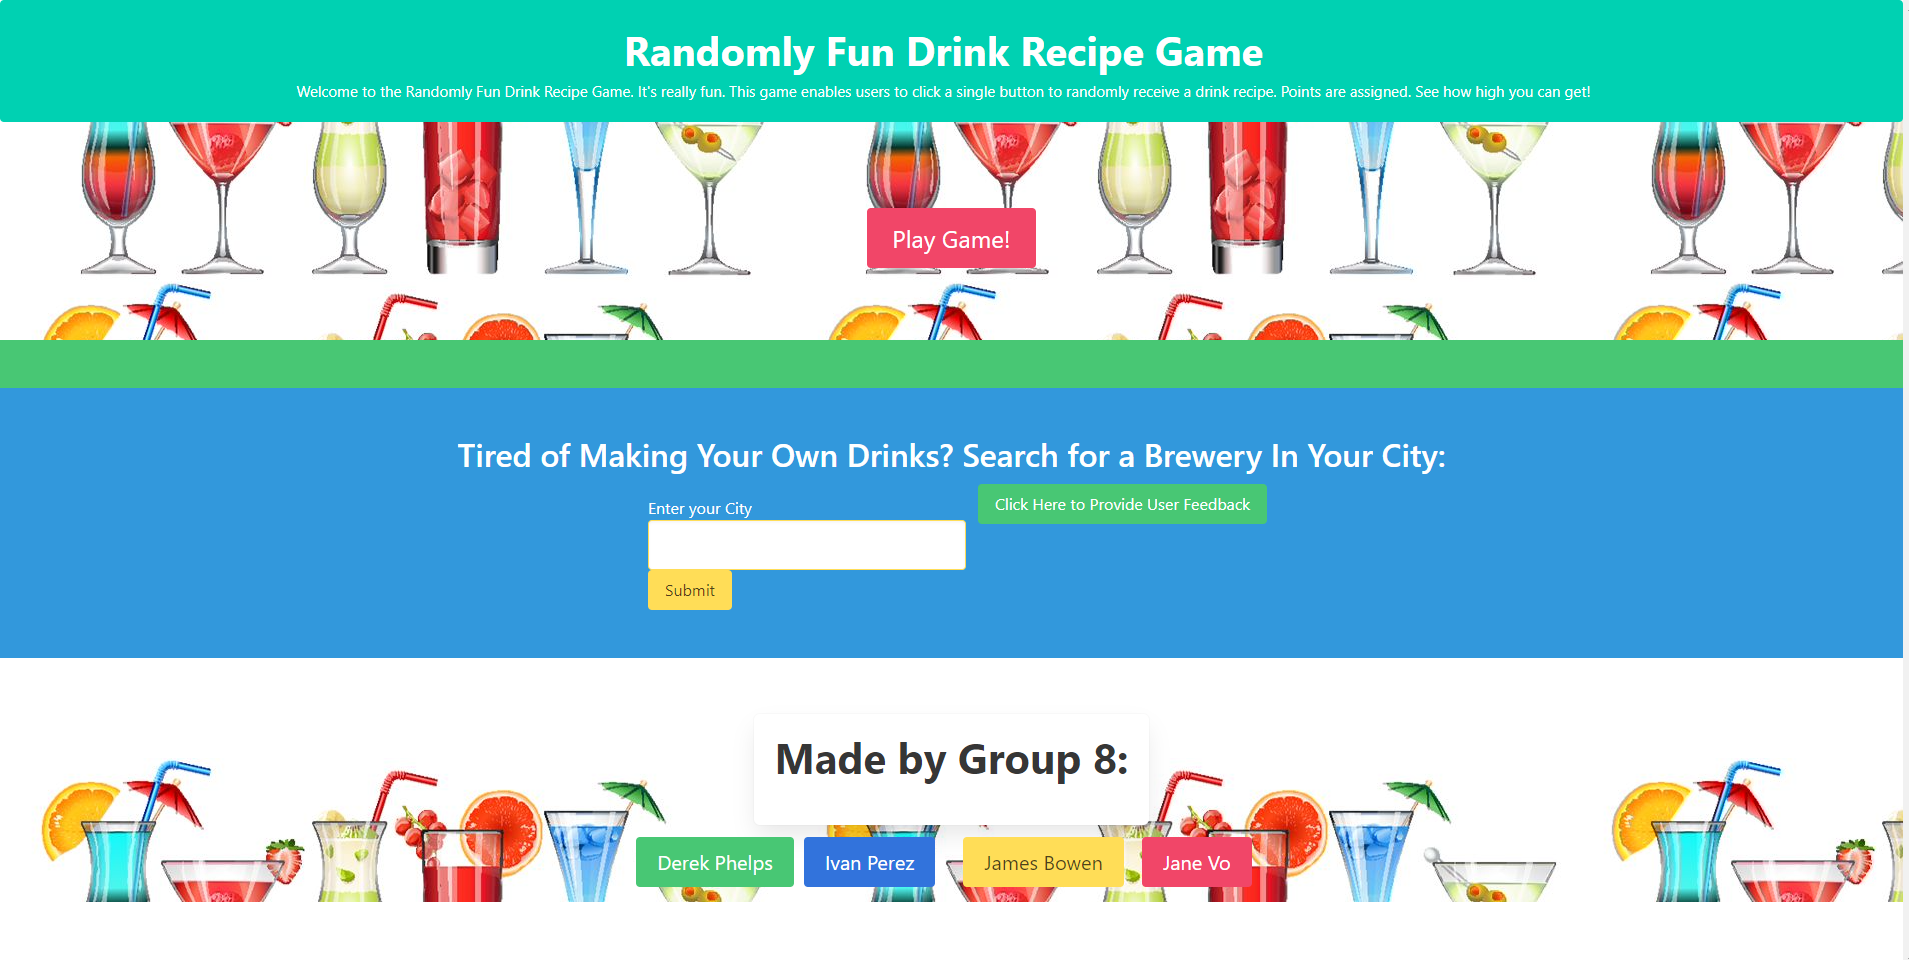 Randomly Fun Drink Recipe Game
Welcome to the Randomly Fun Drink Recipe Game. It's really fun. This game enables users to click a single button to randomly receive a drink recipe. Points are assigned. See how high you can get!
Play Game!
Tired of Making Your Own Drinks? Search for a Brewery In Your City:
Enter your City
Click Here to Provide User Feedback
Submit
Made by Group 8:
Derek Phelps
Ivan Perez
James Bowen
Jane Vo